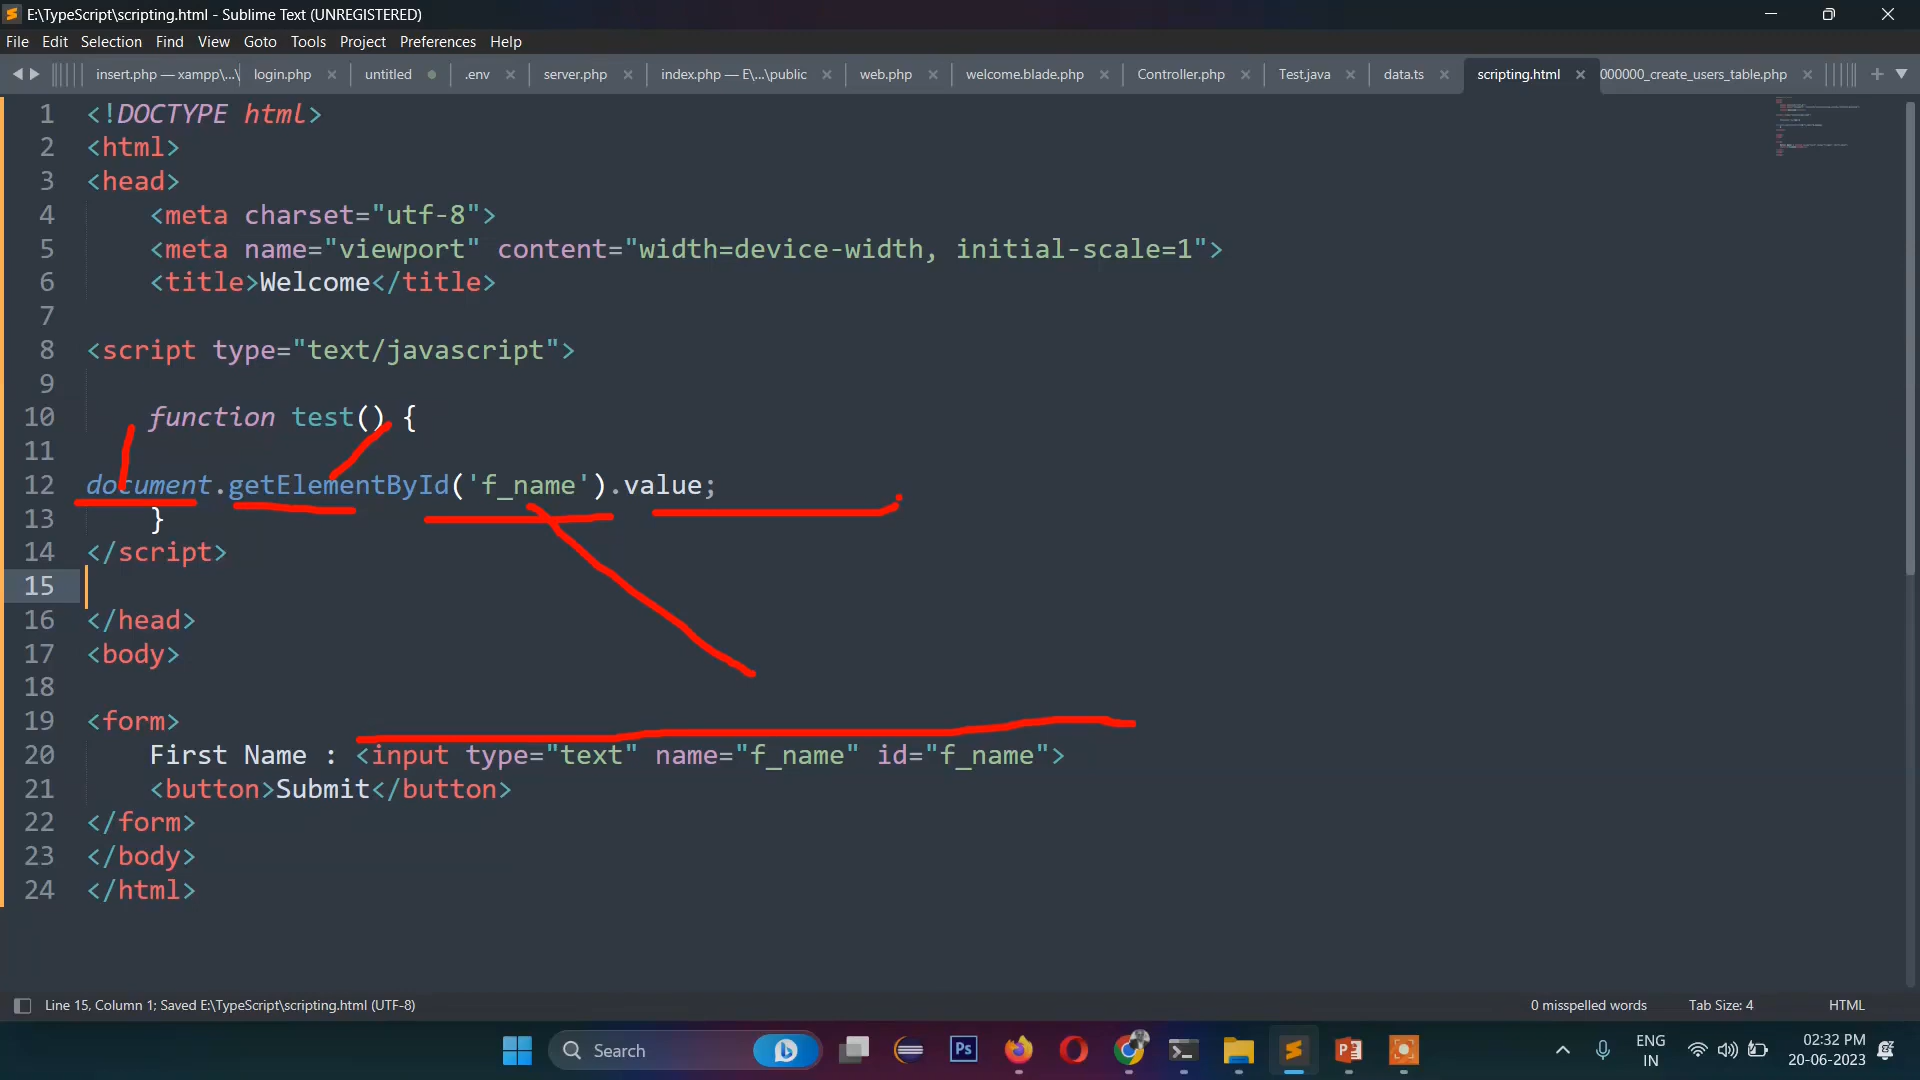 E:\TypeScript\scripting.html - Sublime Text (UNREGISTERED)
File Edit Selection Find View Goto Tools Project Preferences Help
insert.php — xampp\...\ login.php untitled .env server.php index.php — E\...\public web.php welcome.blade.php Controller.php Test.java data.ts scripting.html 000000_create_users_table.php
1 <!DOCTYPE html>
2 <html>
3 <head>
4 <meta charset="utf-8">
5 <meta name="viewport" content="width=device-width, initial-scale=1">
6 <title>Welcome</title>
7
8 <script type="text/javascript">
9
10 function test() {
11
12 document.getElementById('f_name').value;
13 }
14 </script>
15
16 </head>
17 <body>
18
19 <form>
20 First Name : <input type="text" name="f_name" id="f_name">
21 <button>Submit</button>
22 </form>
23 </body>
24 </html>
Line 15, Column 1; Saved E:\TypeScript\scripting.html (UTF-8) 0 misspelled words Tab Size: 4 HTML
Search Ps ENG 02:32 PM
IN 20-06-2023